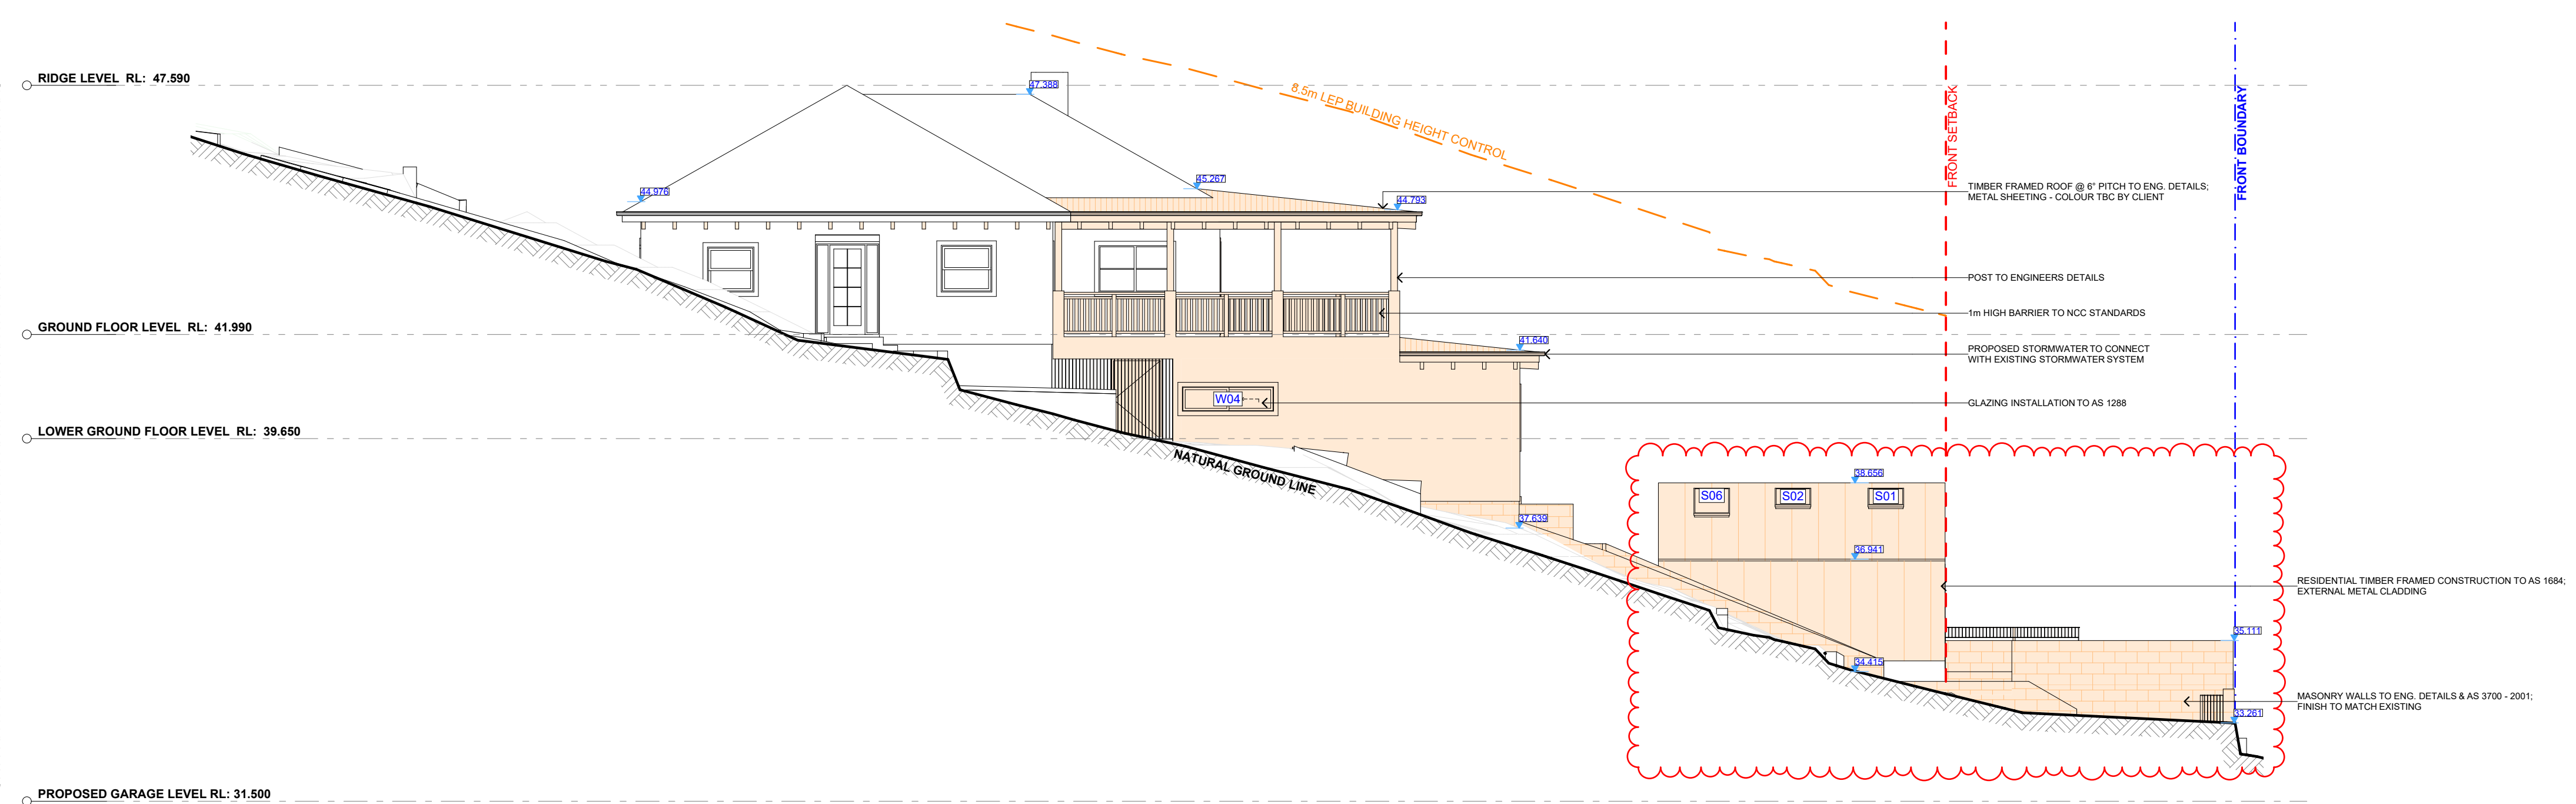 RIDGE LEVEL  RL:  47.590
47.388
8.5m LEP BUILDING HEIGHT CONTROL
FRONT SETBACK
FRONT BOUNDARY
44.976
45.267
44.793
TIMBER FRAMED ROOF @ 6° PITCH TO ENG. DETAILS;
METAL SHEETING - COLOUR TBC BY CLIENT
POST TO ENGINEERS DETAILS
1m HIGH BARRIER TO NCC STANDARDS
GROUND FLOOR LEVEL  RL:  41.990
41.640
PROPOSED STORMWATER TO CONNECT
WITH EXISTING STORMWATER SYSTEM
W04
GLAZING INSTALLATION TO AS 1288
LOWER GROUND FLOOR LEVEL  RL:  39.650
NATURAL GROUND LINE
38.656
S06
S02
S01
37.639
36.941
RESIDENTIAL TIMBER FRAMED CONSTRUCTION TO AS 1684;
EXTERNAL METAL CLADDING
35.111
34.415
MASONRY WALLS TO ENG. DETAILS & AS 3700 - 2001;
FINISH TO MATCH EXISTING
33.261
PROPOSED GARAGE LEVEL RL: 31.500